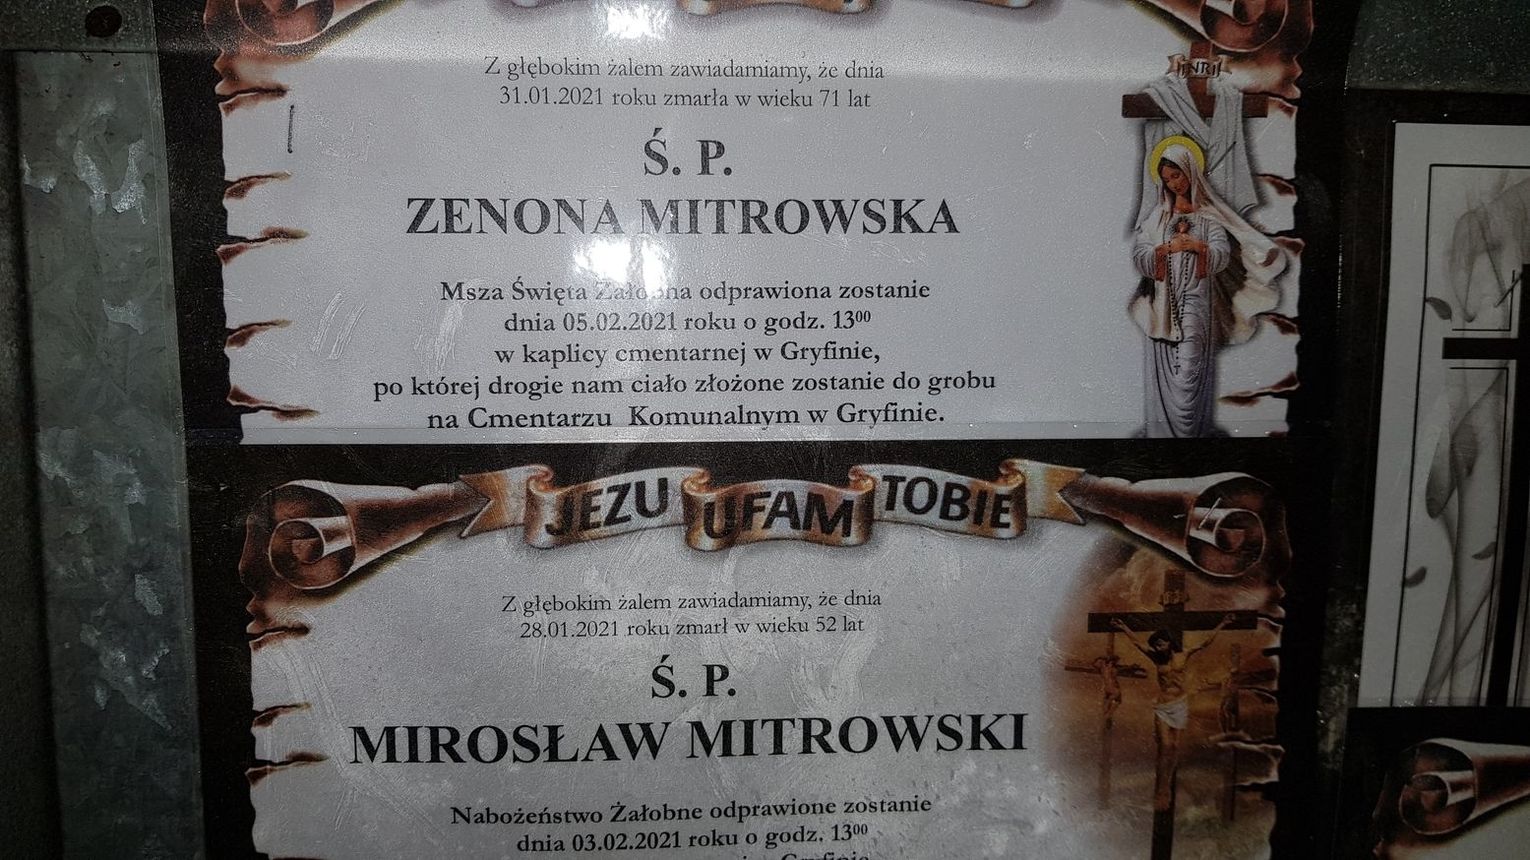 INRI
Z głębokim żalem zawiadamiamy, że dnia
31.01.2021 roku zmarła w wieku 71 lat
Ś. P.
ZENONA MITROWSKA
Msza Święta Żałobna odprawiona zostanie
dnia 05.02.2021 roku o godz. 13⁰⁰
w kaplicy cmentarnej w Gryfinie,
po której drogie nam ciało złożone zostanie do grobu
na Cmentarzu Komunalnym w Gryfinie.
JEZU UFAM TOBIE
Z głębokim żalem zawiadamiamy, że dnia
28.01.2021 roku zmarł w wieku 52 lat
Ś. P.
MIROSŁAW MITROWSKI
Nabożeństwo Żałobne odprawione zostanie
dnia 03.02.2021 roku o godz. 13⁰⁰